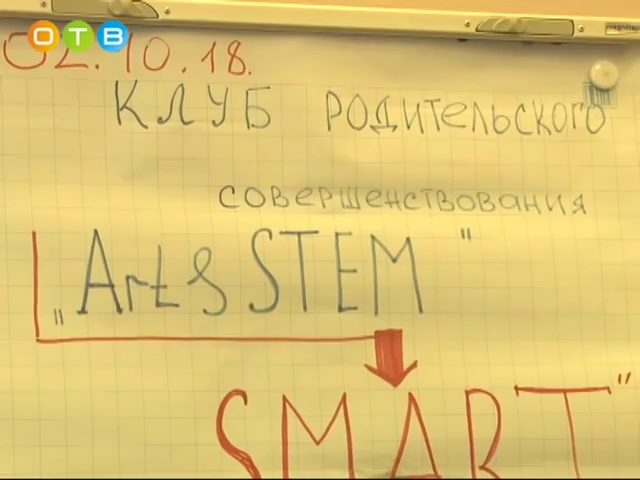 ОТВ
02.10.18.
КЛУБ РОДИТЕЛЬСКОГО
СОВЕРШЕНСТВОВАНИЯ
„Art & STEM"
SMART"